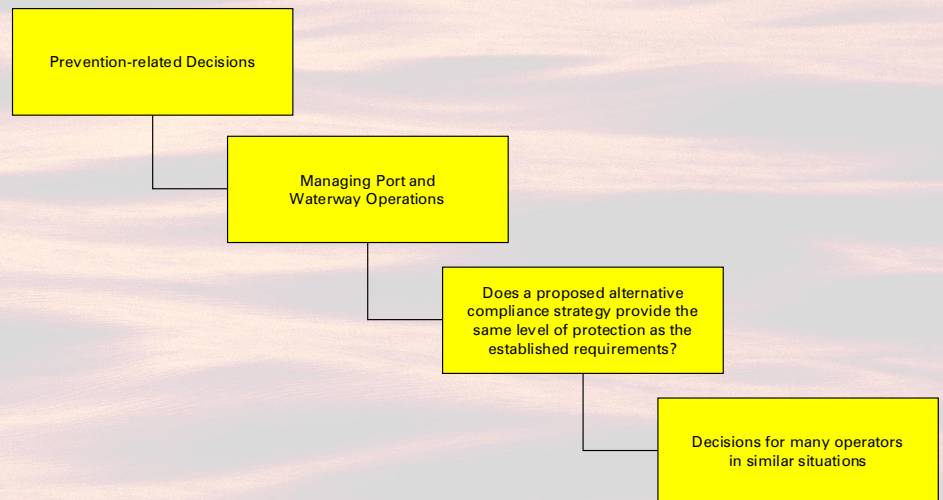 Prevention-related Decisions
Managing Port and
Waterway Operations
Does a proposed alternative
compliance strategy provide the
same level of protection as the
established requirements?
Decisions for many operators
in similar situations